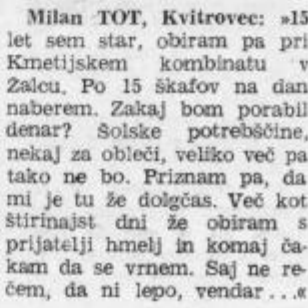 Milan TOT, Kvitrovec: »15
let sem star, obiram pa pri
Kmetijskem kombinatu v
Žalcu. Po 15 škafov na dan
naberem. Zakaj bom porabil
denar? Šolske potrebščine,
nekaj za obleči, veliko več pa
tako ne bo. Priznam pa, da
mi je tu že dolgčas. Več kot
štirinajst dni že obiram s
prijatelji hmelj in komaj ča-
kam da se vrnem. Saj ne re-
čem, da ni lepo, vendar ...«